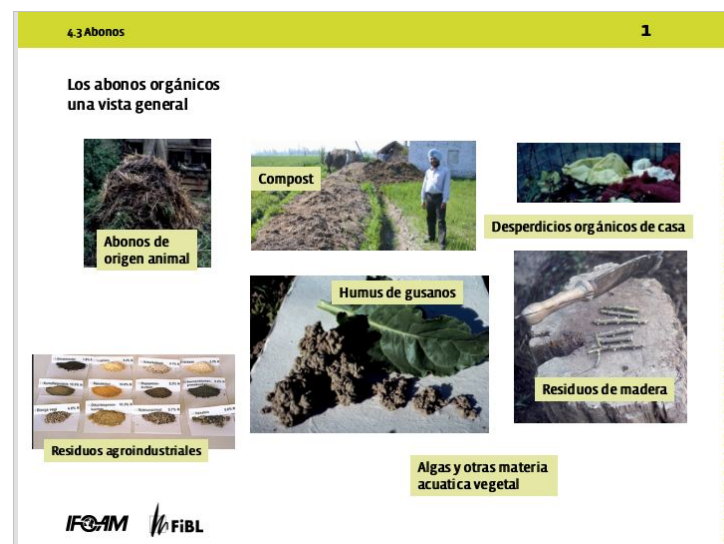 4.3 Abonos
1
Los abonos orgánicos
una vista general
Compost
Abonos de
origen animal
Desperdicios orgánicos de casa
Humus de gusanos
Residuos de madera
Residuos agroindustriales
Algas y otras materia
acuatica vegetal
IFOAM
FiBL